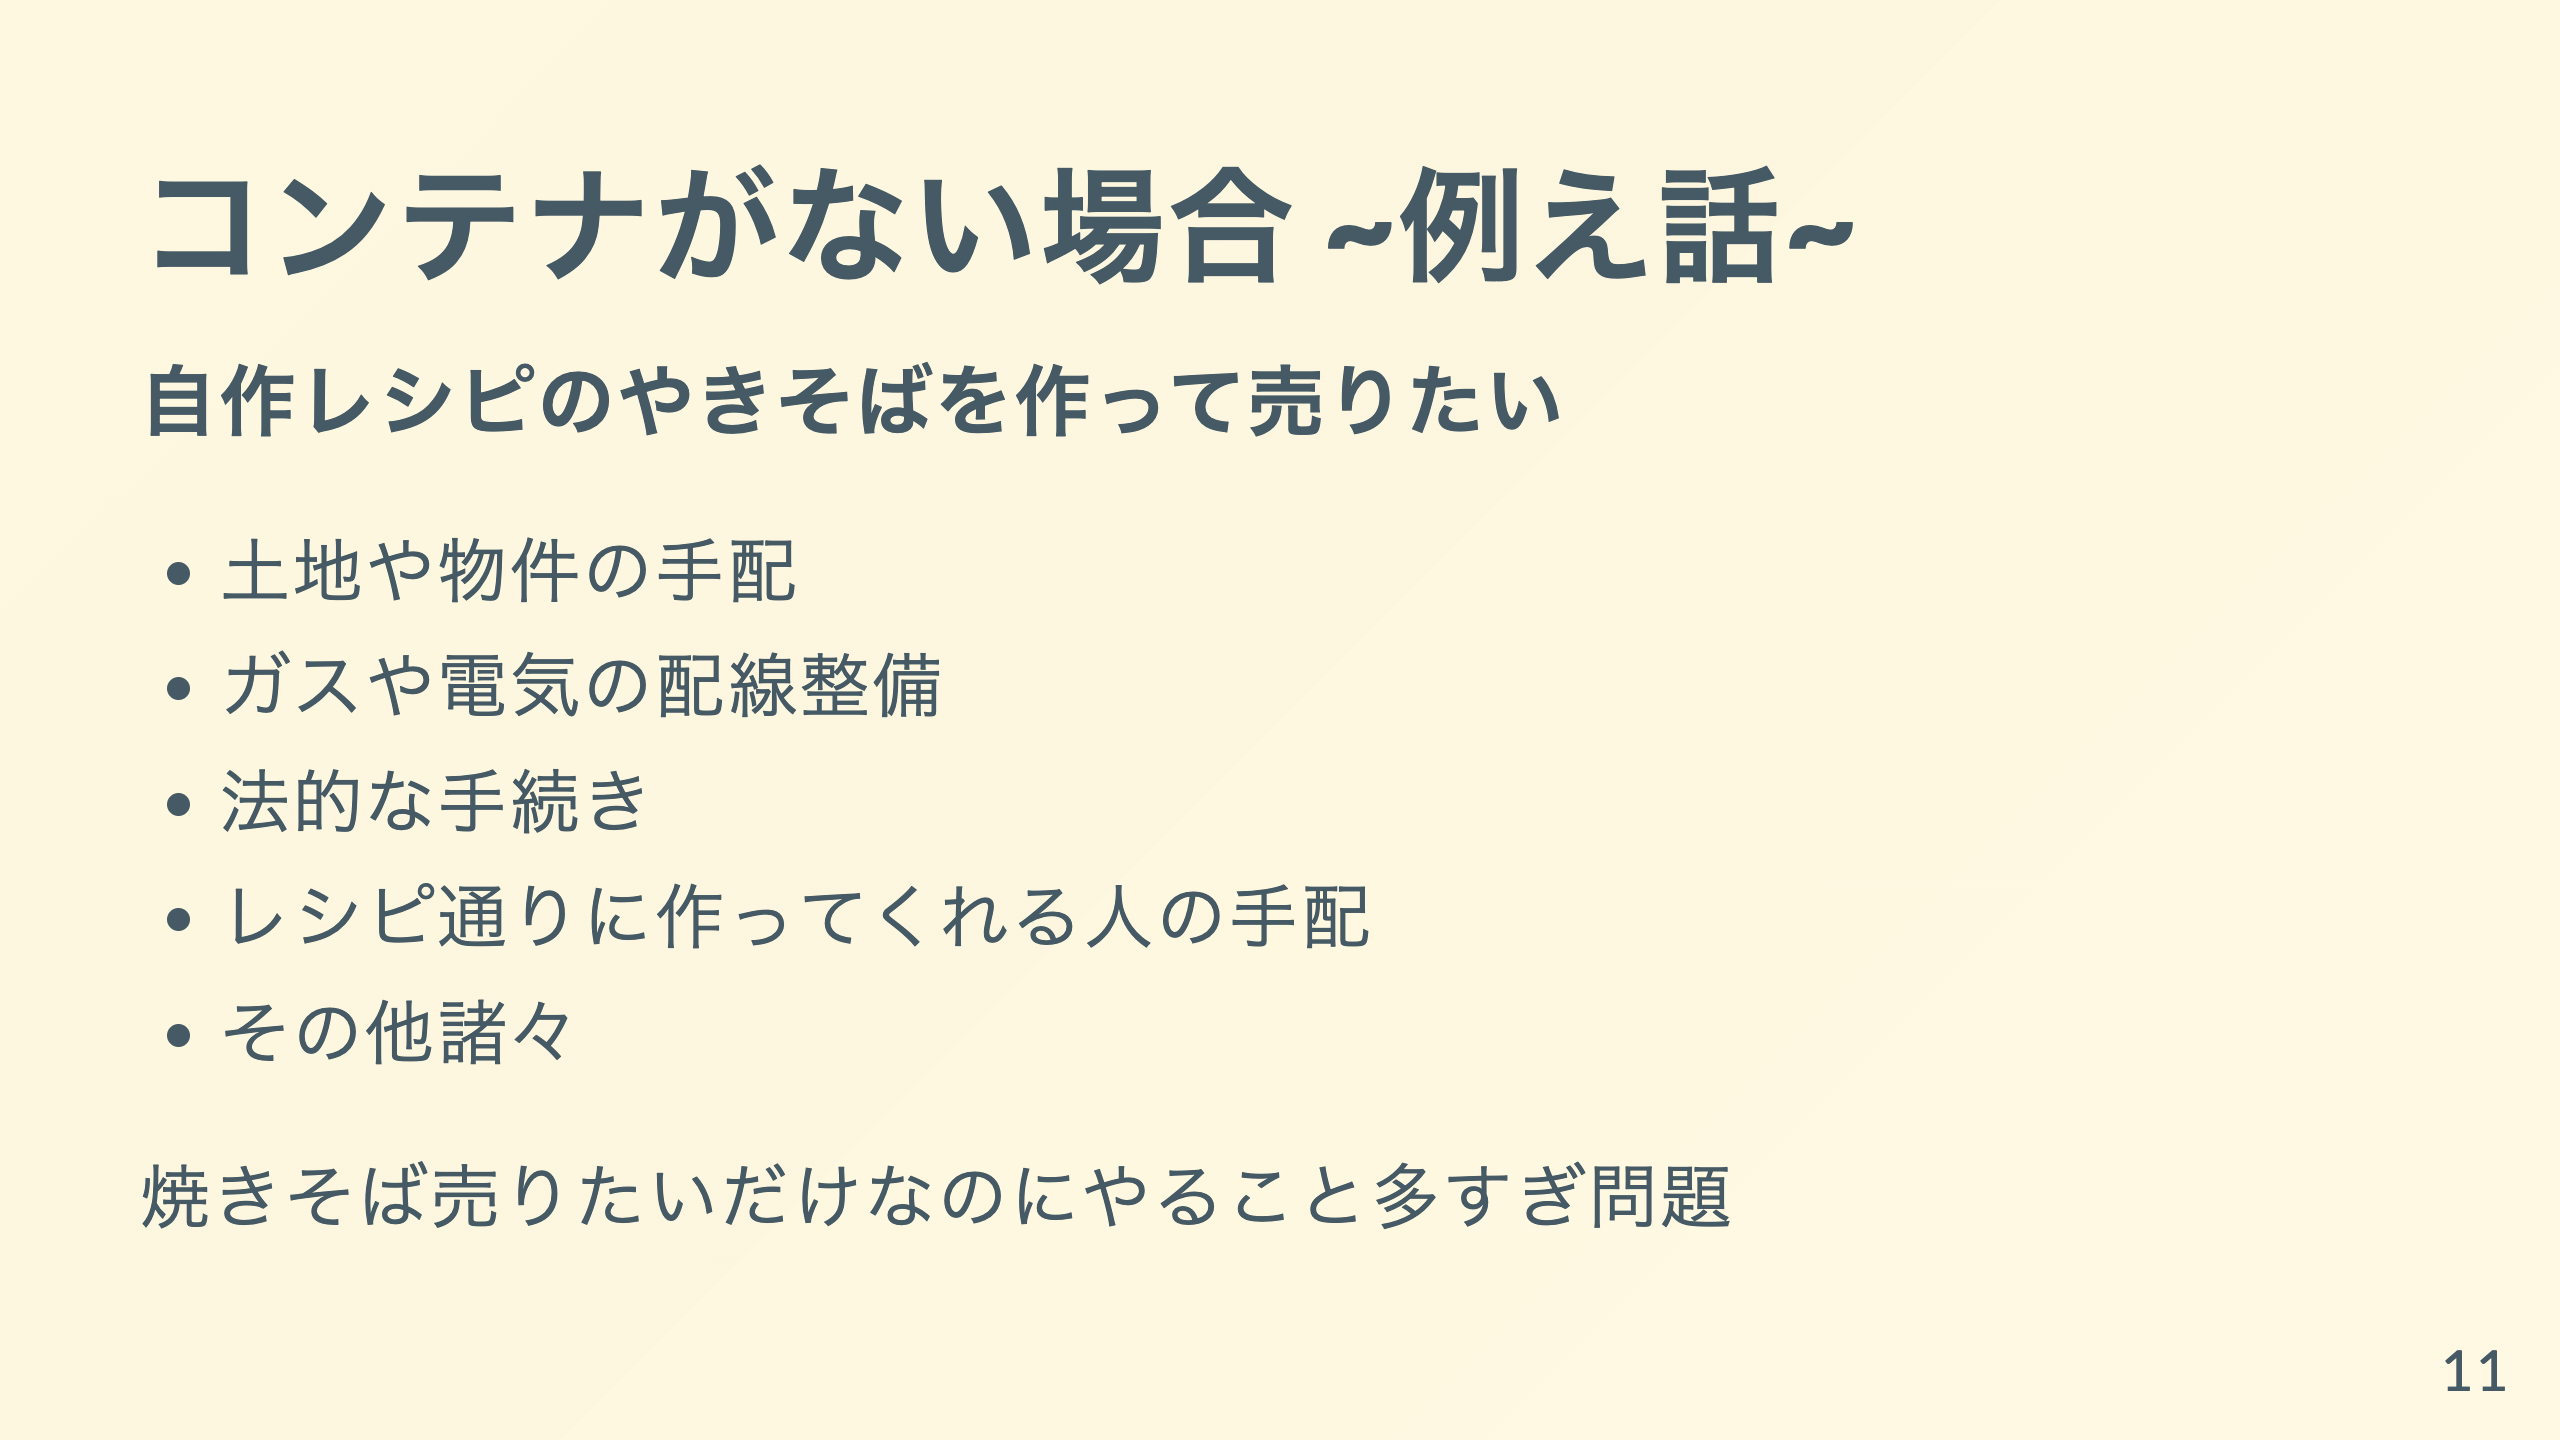 コンテナがない場合 ~例え話~
自作レシピのやきそばを作って売りたい
• 土地や物件の手配
• ガスや電気の配線整備
• 法的な手続き
• レシピ通りに作ってくれる人の手配
• その他諸々
焼きそば売りたいだけなのにやること多すぎ問題
11